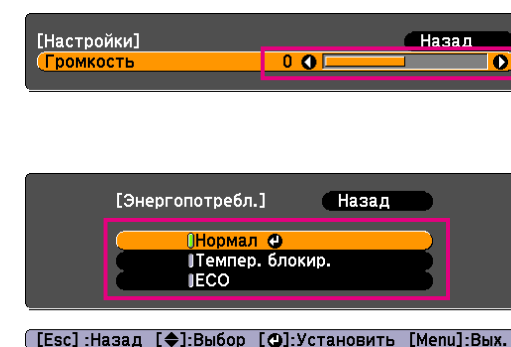 [Настройки] Назад
Громкость 0
[Энергопотребл.] Назад
Нормал
Темпер. блокир.
ECO
[Esc] :Назад [◆]:Выбор [⏎]:Установить [Menu]:Вых.